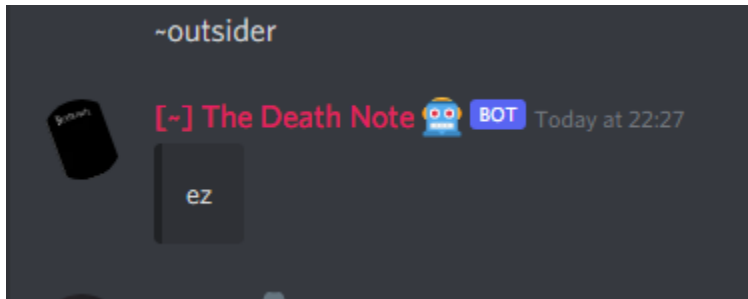 ~outsider
[~] The Death Note 🤖 BOT Today at 22:27
ez